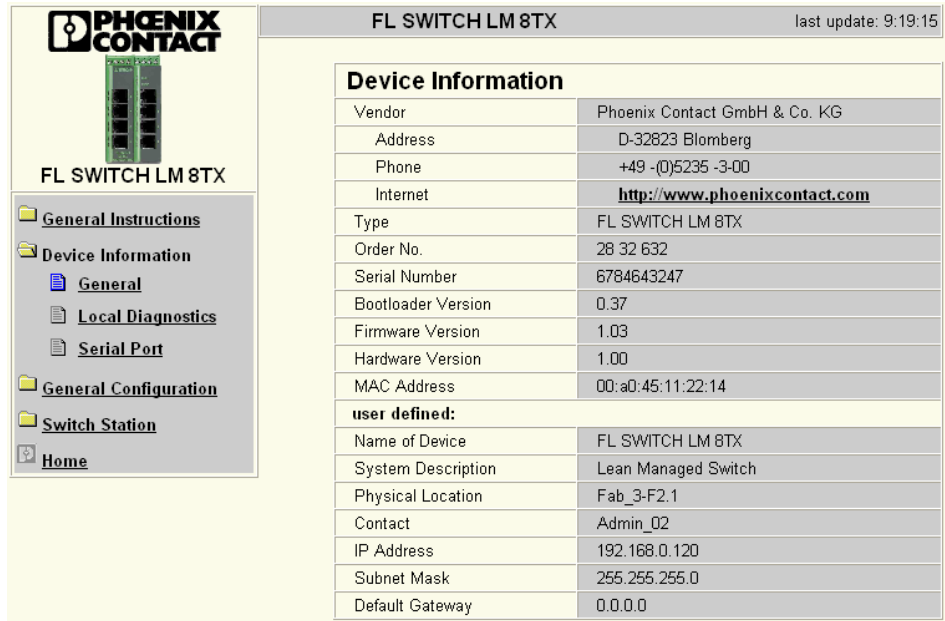 PHŒNIX
CONTACT
FL SWITCH LM 8TX
General Instructions
Device Information
General
Local Diagnostics
Serial Port
General Configuration
Switch Station
Home
FL SWITCH LM 8TX last update: 9:19:15
Device Information
Vendor Phoenix Contact GmbH & Co. KG
Address D-32823 Blomberg
Phone +49 -(0)5235 -3-00
Internet http://www.phoenixcontact.com
Type FL SWITCH LM 8TX
Order No. 28 32 632
Serial Number 6784643247
Bootloader Version 0.37
Firmware Version 1.03
Hardware Version 1.00
MAC Address 00:a0:45:11:22:14
user defined:
Name of Device FL SWITCH LM 8TX
System Description Lean Managed Switch
Physical Location Fab_3-F2.1
Contact Admin_02
IP Address 192.168.0.120
Subnet Mask 255.255.255.0
Default Gateway 0.0.0.0